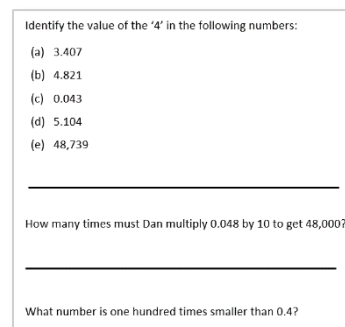 Identify the value of the ‘4’ in the following numbers:
(a) 3.407
(b) 4.821
(c) 0.043
(d) 5.104
(e) 48,739
How many times must Dan multiply 0.048 by 10 to get 48,000?
What number is one hundred times smaller than 0.4?